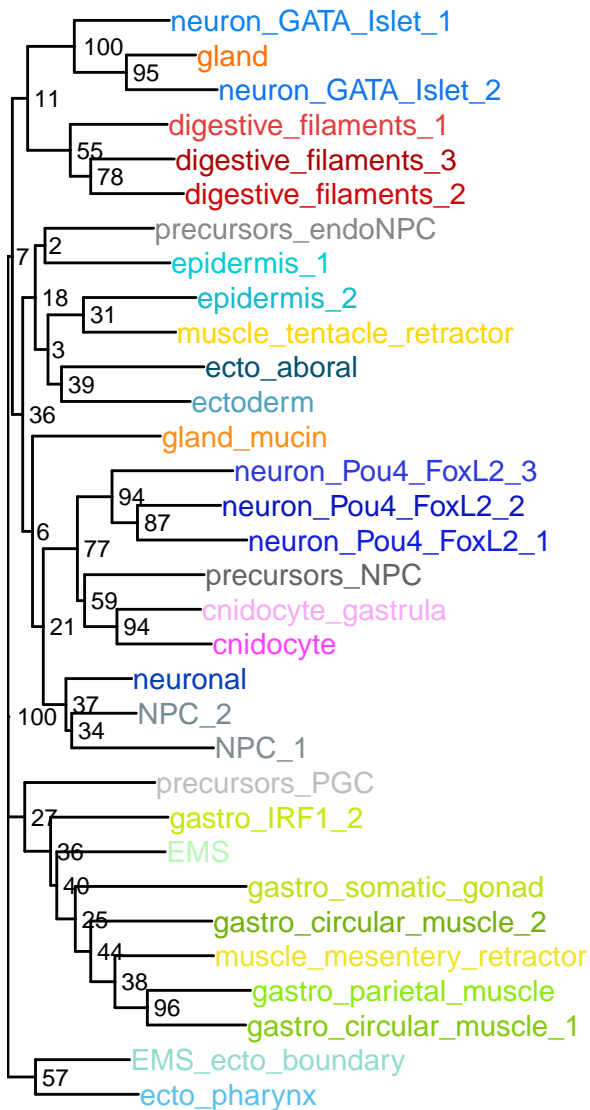 neuron_GATA_Islet_1
100
gland
95
neuron_GATA_Islet_2
11
digestive_filaments_1
55
digestive_filaments_3
78
digestive_filaments_2
precursors_endoNPC
2
7
epidermis_1
18
epidermis_2
31
muscle_tentacle_retractor
3
ecto_aboral
39
ectoderm
36
gland_mucin
neuron_Pou4_FoxL2_3
94
neuron_Pou4_FoxL2_2
87
6
neuron_Pou4_FoxL2_1
77
precursors_NPC
59
cnidocyte_gastrula
21
94
cnidocyte
neuronal
37
100
NPC_2
34
NPC_1
precursors_PGC
27
gastro_IRF1_2
36
EMS
40
gastro_somatic_gonad
25
gastro_circular_muscle_2
44
muscle_mesentery_retractor
38
gastro_parietal_muscle
96
gastro_circular_muscle_1
EMS_ecto_boundary
57
ecto_pharynx